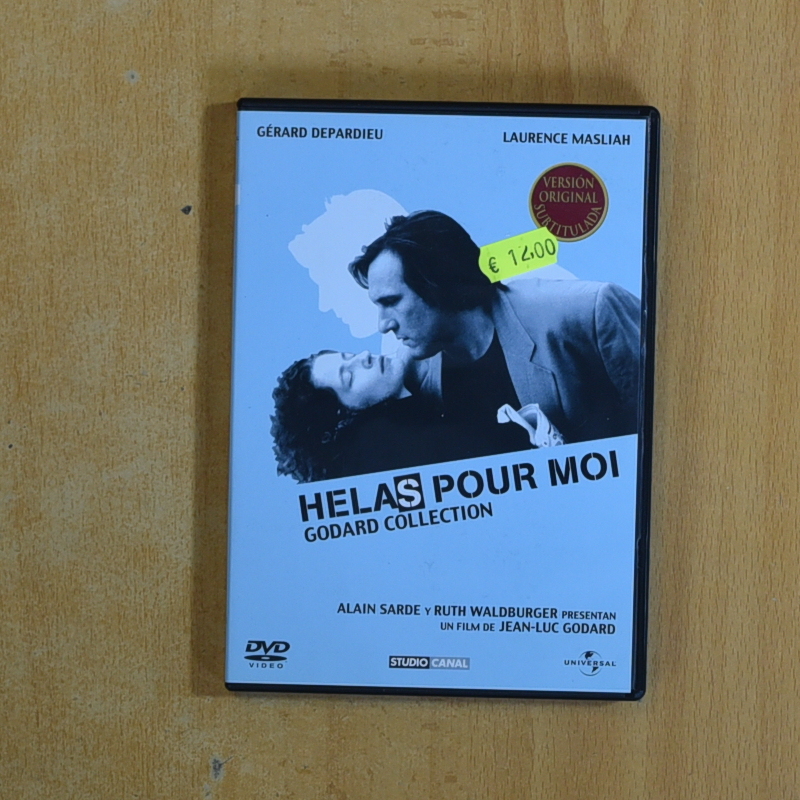 GÉRARD DEPARDIEU
LAURENCE MASLIAH
VERSIÓN
ORIGINAL
SUBTITULADA
€ 12.00
HELAS POUR MOI
GODARD COLLECTION
ALAIN SARDE Y RUTH WALDBURGER PRESENTAN
UN FILM DE JEAN-LUC GODARD
DVD
VIDEO
STUDIO CANAL
UNIVERSAL